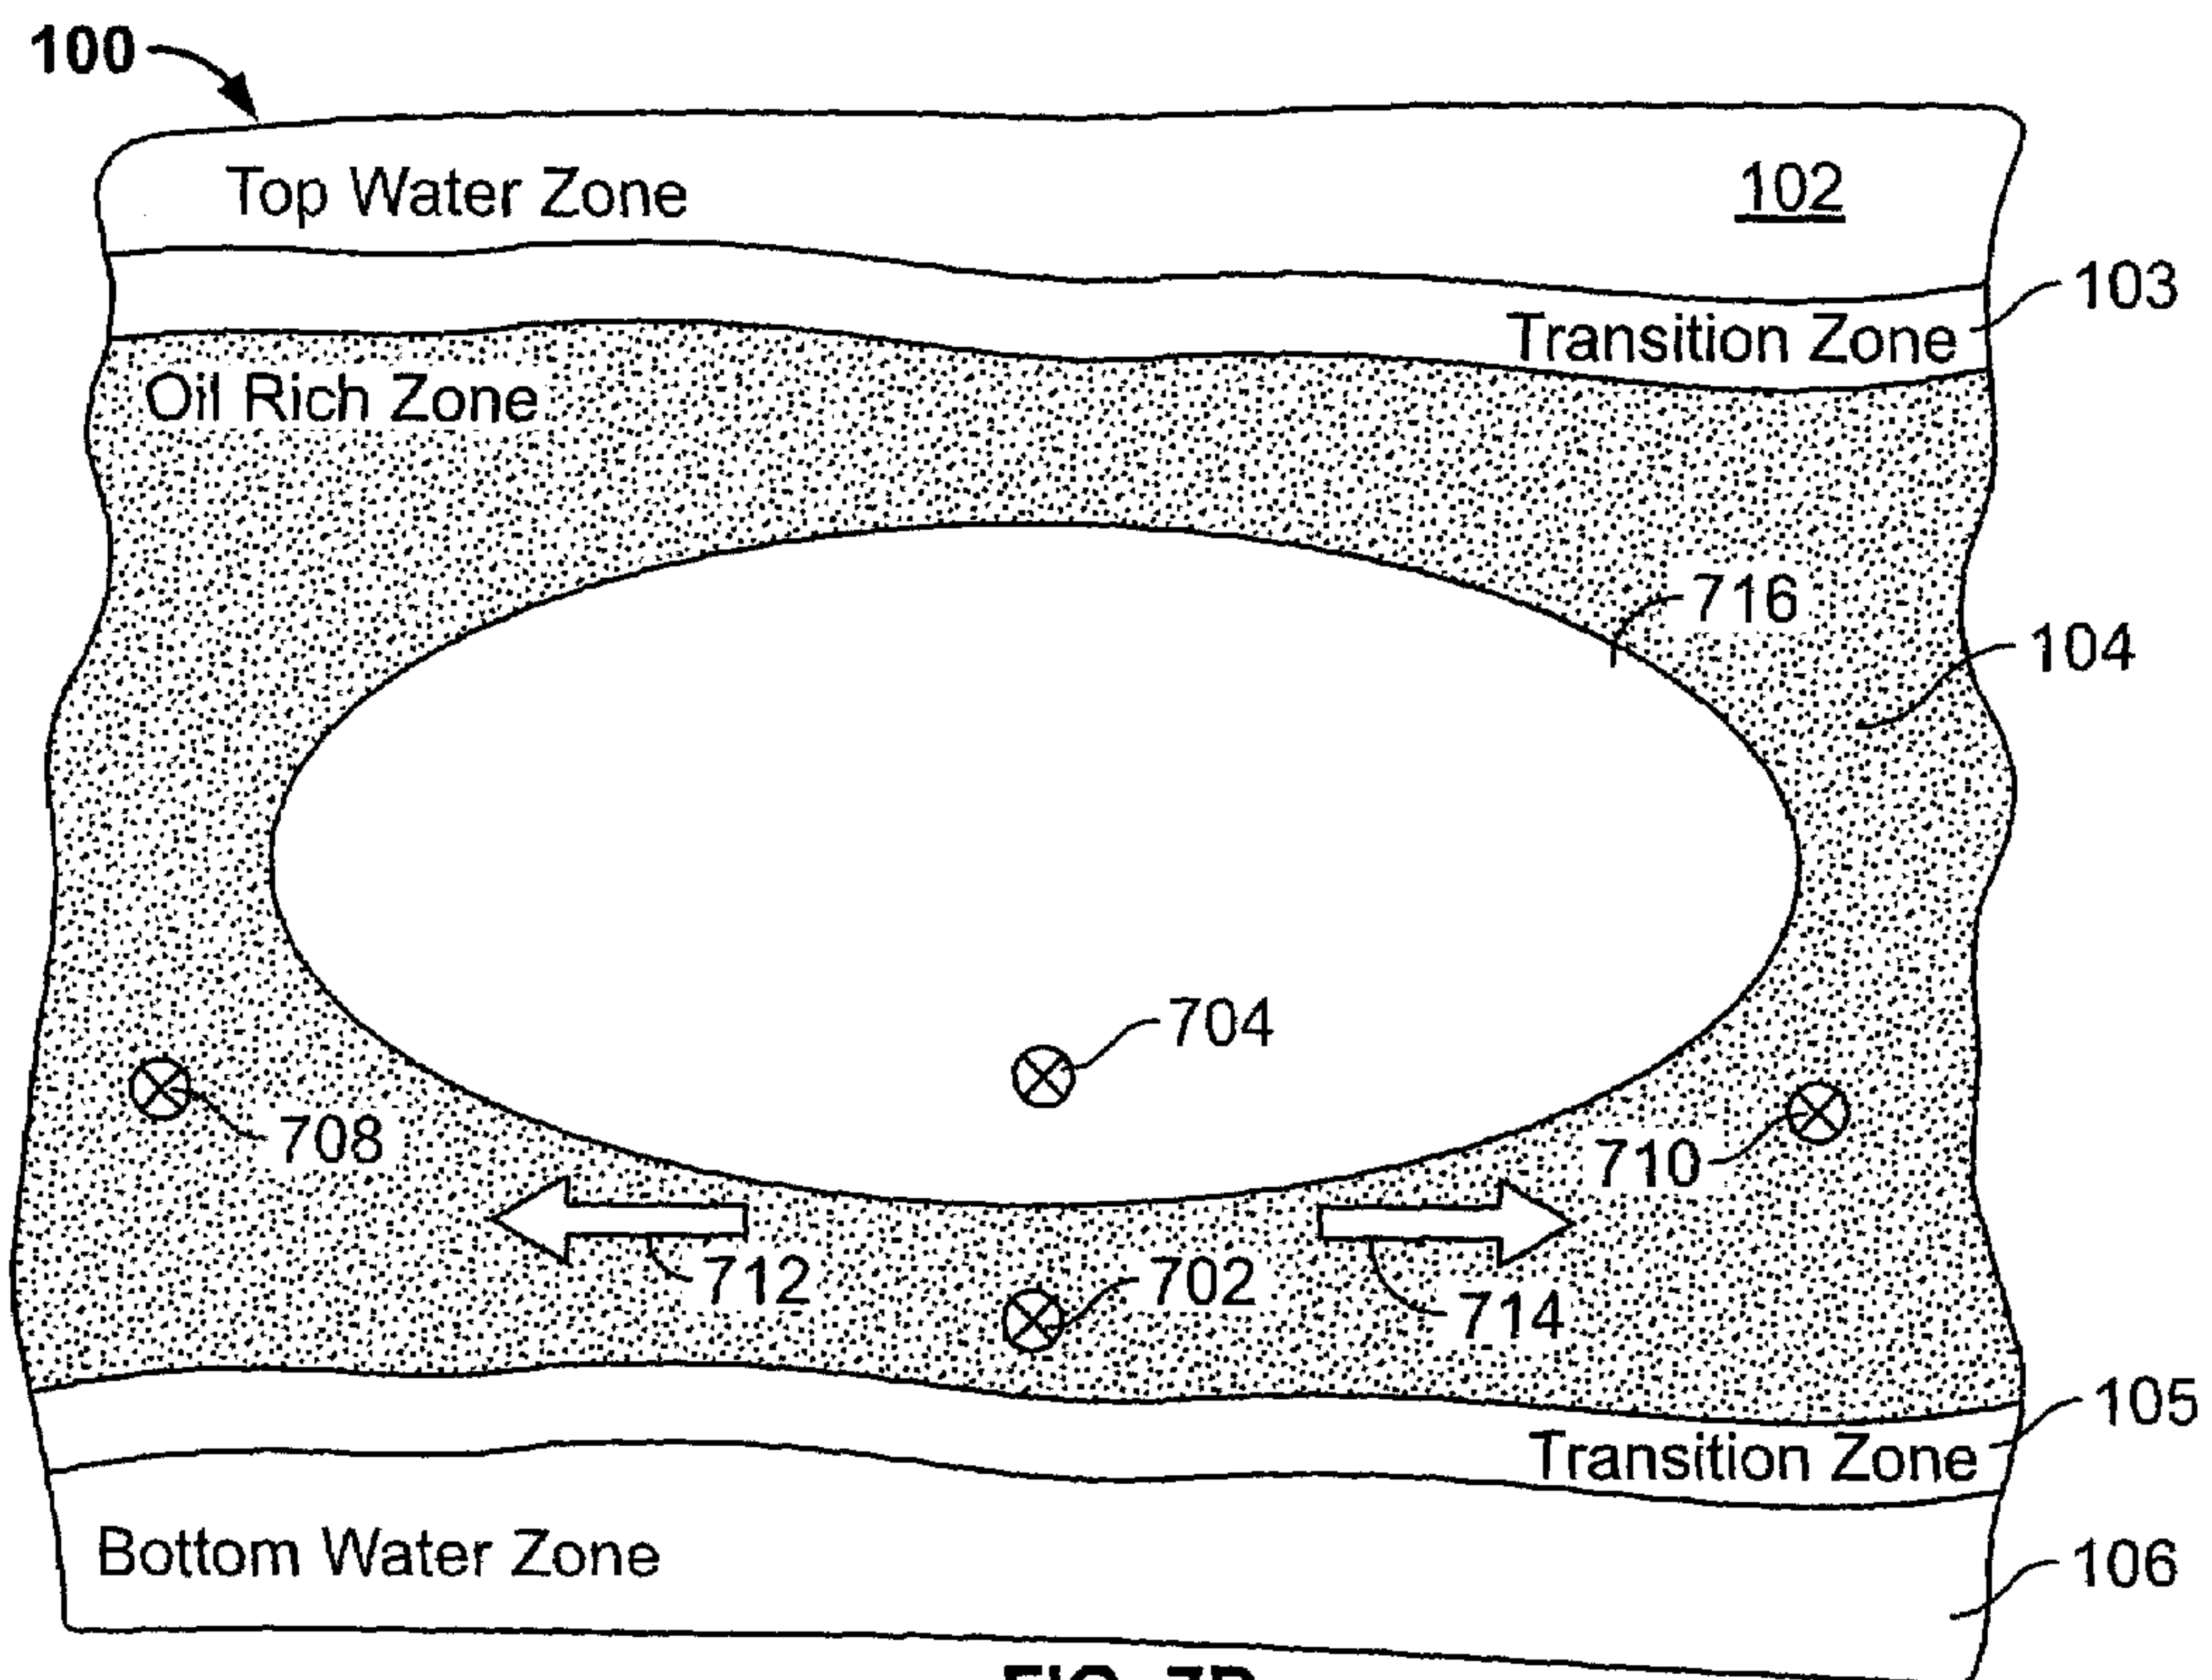 100
Top Water Zone
102
103
Transition Zone
Oil Rich Zone
716
104
704
708
710
712
702
714
105
Transition Zone
Bottom Water Zone
106